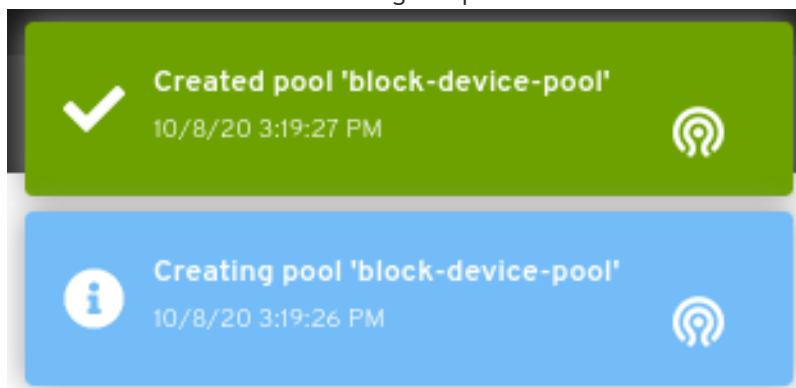 Created pool 'block-device-pool'
10/8/20 3:19:27 PM
Creating pool 'block-device-pool'
10/8/20 3:19:26 PM